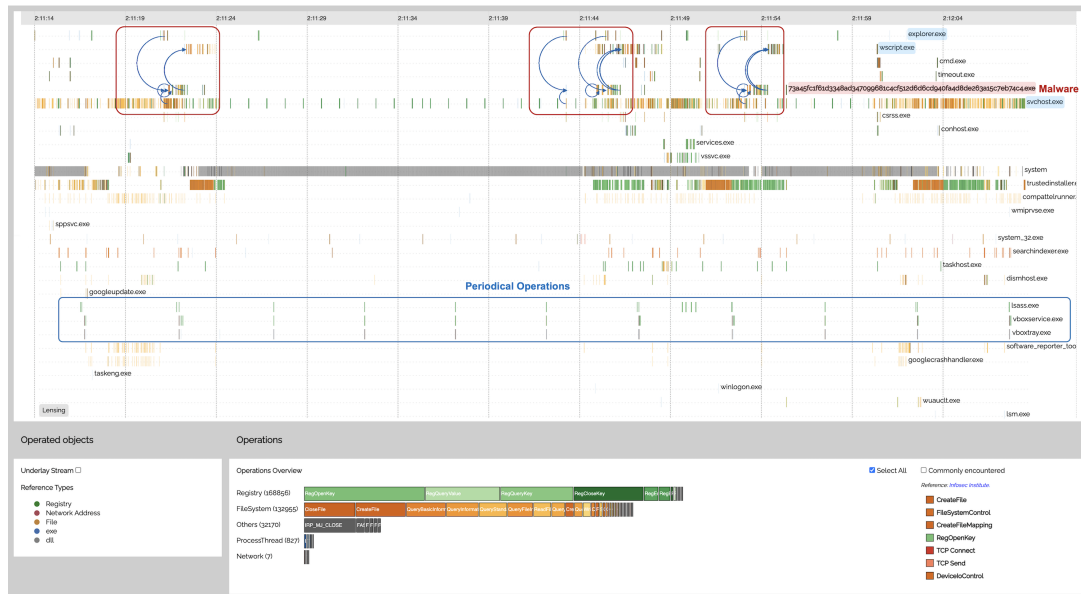 2:11:14 2:11:19 2:11:24 2:11:29 2:11:34 2:11:39 2:11:44 2:11:49 2:11:54 2:11:59 2:12:04
explorer.exe
wscript.exe
cmd.exe
timeout.exe
Malware
svchost.exe
csrss.exe
conhost.exe
services.exe
vssvc.exe
system
trustedinstaller.
compattelrunner.
wmiprvse.exe
sppsvc.exe
system_32.exe
searchindexer.exe
taskhost.exe
dismhost.exe
googleupdate.exe
Periodical Operations
lsass.exe
vboxservice.exe
vboxtray.exe
software_reporter_too
googlecrashhandler.exe
taskeng.exe
winlogon.exe
wuauclt.exe
lsm.exe
Lensing
Operated objects
Operations
Underlay Stream
Reference Types
Registry
Network Address
File
exe
dll
Operations Overview
Select All Commonly encountered
Reference: Infosec Institute.
Registry (168856) RegOpenKey RegQueryValue RegQueryKey RegCloseKey
FileSystem (132955) CloseFile CreateFile QueryBasicInform QueryInformat
Others (32170) IRP_MJ_CLOSE
ProcessThread (827)
Network (7)
CreateFile
FileSystemControl
CreateFileMapping
RegOpenKey
TCP Connect
TCP Send
DeviceIoControl